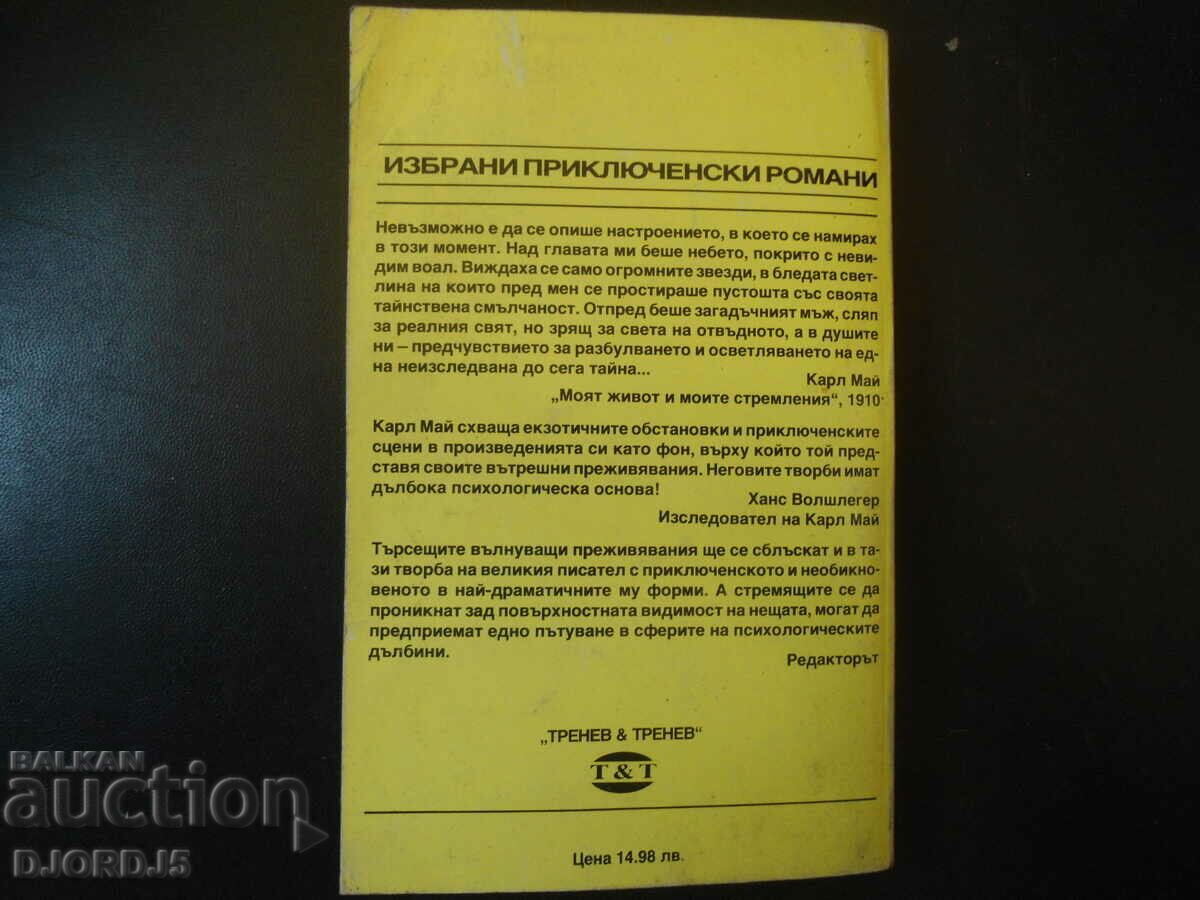 ИЗБРАНИ ПРИКЛЮЧЕНСКИ РОМАНИ
Невъзможно е да се опише настроението, в което се намирах
в този момент. Над главата ми беше небето, покрито с неви-
дим воал. Виждаха се само огромните звезди, в бледата свет-
лина на които пред мен се простираше пустошта със своята
тайнствена смълчаност. Отпред беше загадъчният мъж, сляп
за реалния свят, но зрящ за света на отвъдното, а в душите
ни – предчувствието за разбулването и осветляването на ед-
на неизследвана до сега тайна...
Карл Май
„Моят живот и моите стремления“, 1910
Карл Май схваща екзотичните обстановки и приключенските
сцени в произведенията си като фон, върху който той пред-
ставя своите вътрешни преживявания. Неговите творби имат
дълбока психологическа основа!
Ханс Волшлегер
Изследовател на Карл Май
Търсещите вълнуващи преживявания ще се сблъскат и в та-
зи творба на великия писател с приключенското и необикно-
веното в най-драматичните му форми. А стремящите се да
проникнат зад повърхностната видимост на нещата, могат да
предприемат едно пътуване в сферите на психологическите
дълбини.
Редакторът
„ТРЕНЕВ & ТРЕНЕВ“
T & T
Цена 14.98 лв.
BALKAN
auction
DJORDJ5